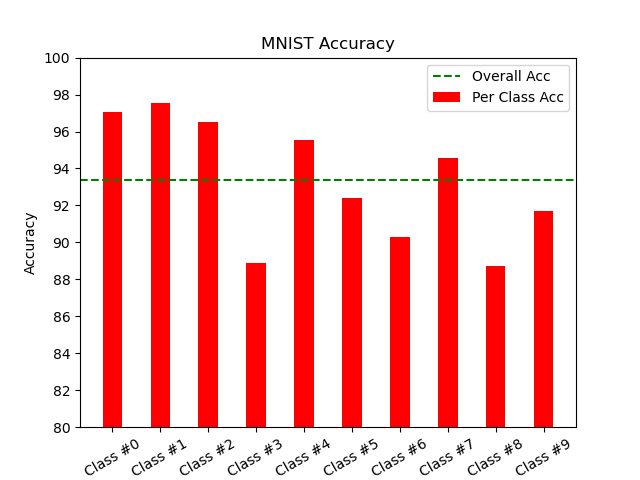 MNIST Accuracy
Overall Acc
Per Class Acc
Accuracy
100
98
96
94
92
90
88
86
84
82
80
Class #0
Class #1
Class #2
Class #3
Class #4
Class #5
Class #6
Class #7
Class #8
Class #9